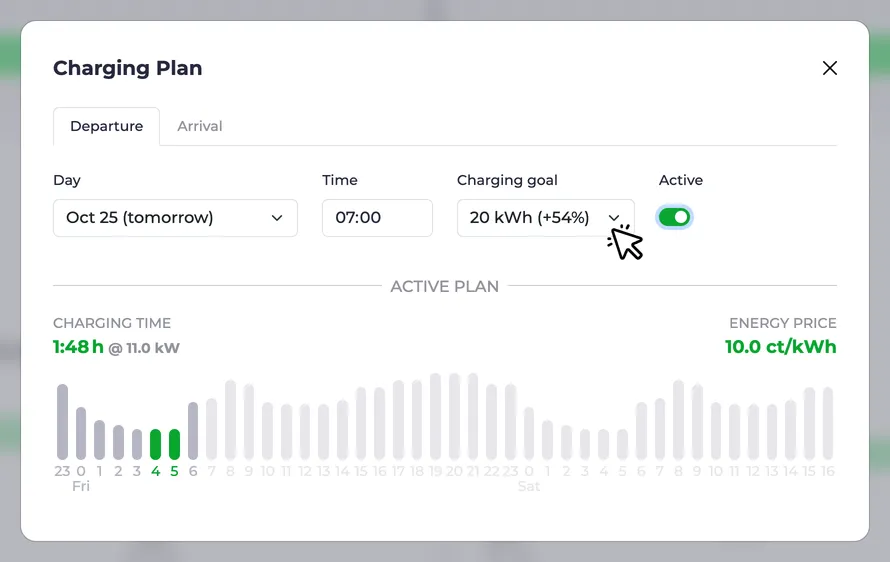 Charging Plan
Departure Arrival
Day Time Charging goal Active
Oct 25 (tomorrow) 07:00 20 kWh (+54%)
ACTIVE PLAN
CHARGING TIME ENERGY PRICE
1:48 h @ 11.0 kW 10.0 ct/kWh
23 0 1 2 3 4 5 6 7 8 9 10 11 12 13 14 15 16 17 18 19 20 21 22 23 0 1 2 3 4 5 6 7 8 9 10 11 12 13 14 15 16
Fri Sat